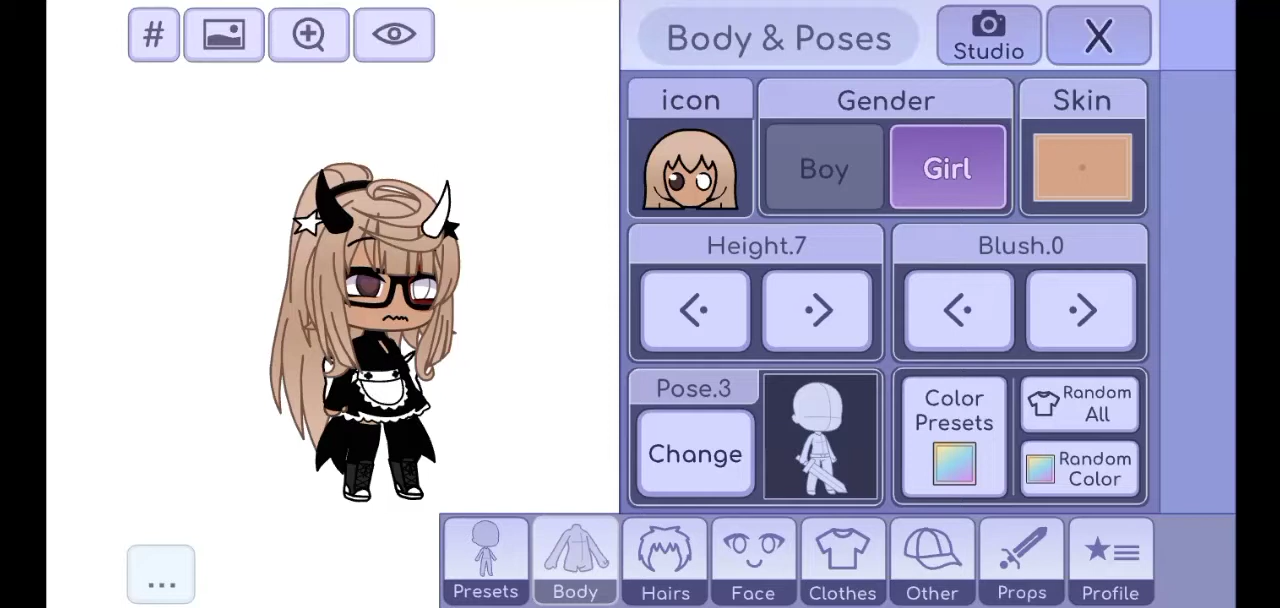 #
Body & Poses
Studio
X
icon
Gender
Skin
Boy
Girl
Height.7
Blush.0
Pose.3
Change
Color
Presets
Random
All
Random
Color
...
Presets
Body
Hairs
Face
Clothes
Other
Props
Profile